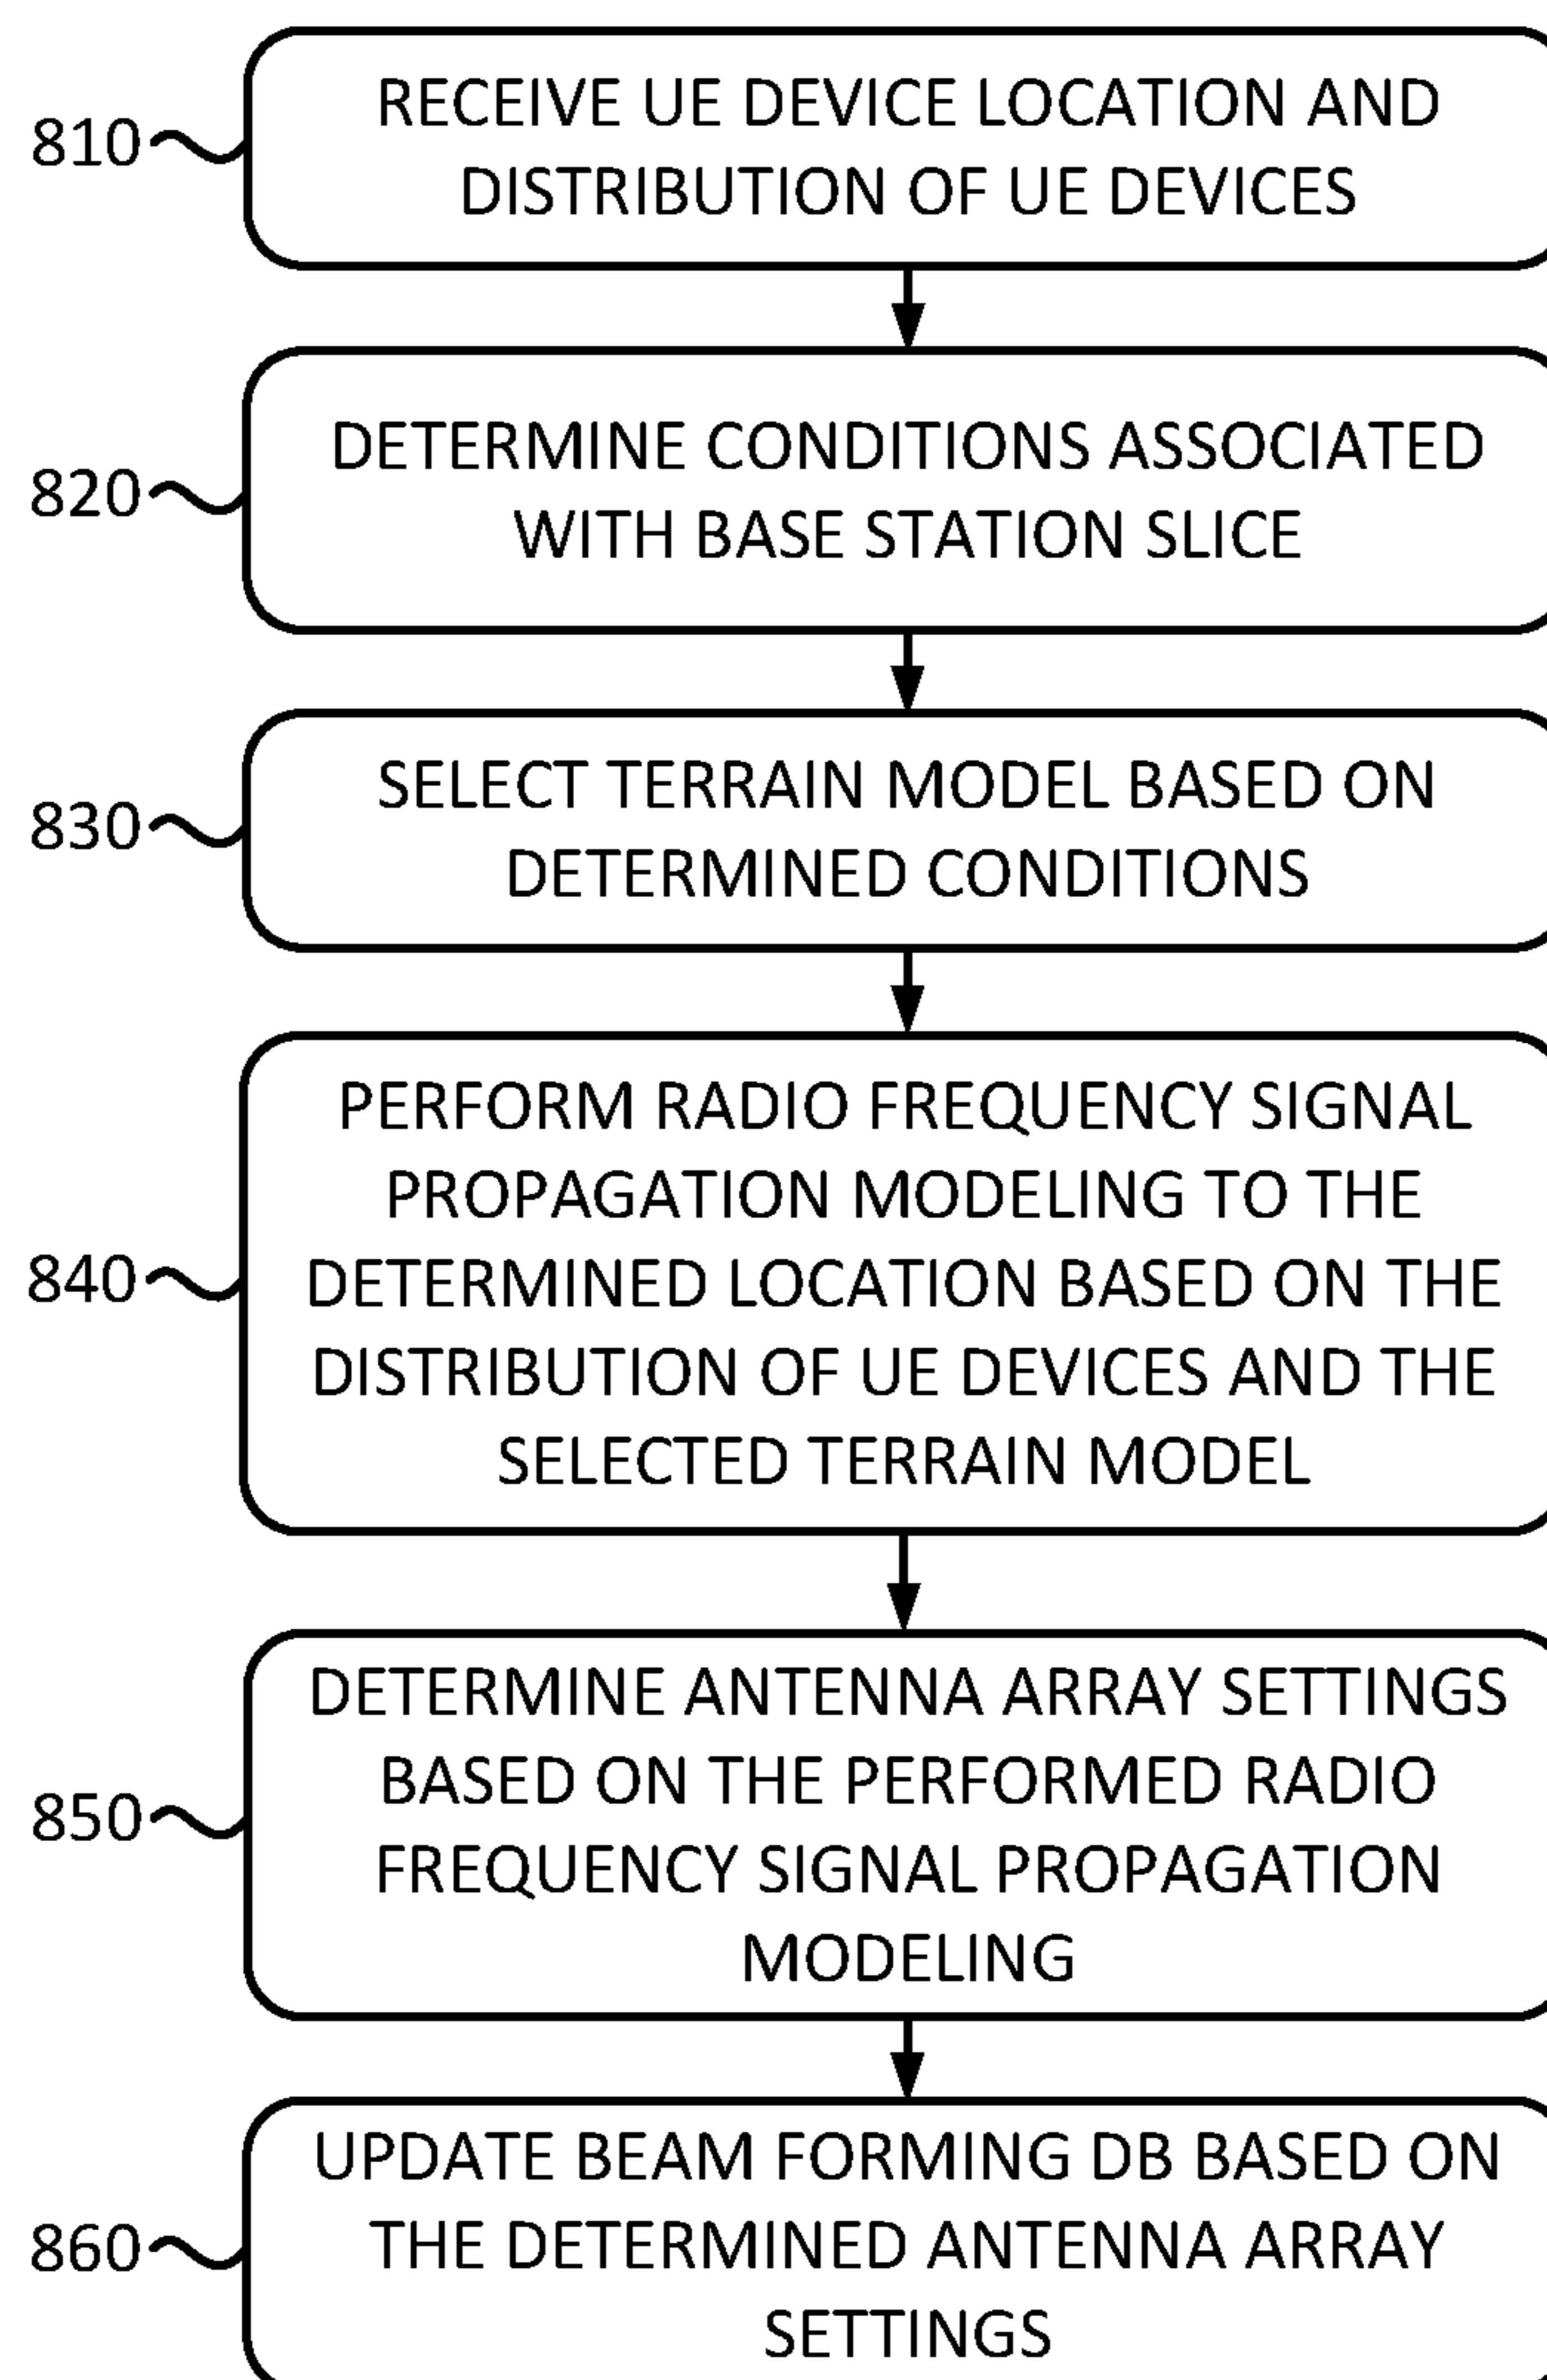 810
RECEIVE UE DEVICE LOCATION AND
DISTRIBUTION OF UE DEVICES
820
DETERMINE CONDITIONS ASSOCIATED
WITH BASE STATION SLICE
830
SELECT TERRAIN MODEL BASED ON
DETERMINED CONDITIONS
840
PERFORM RADIO FREQUENCY SIGNAL
PROPAGATION MODELING TO THE
DETERMINED LOCATION BASED ON THE
DISTRIBUTION OF UE DEVICES AND THE
SELECTED TERRAIN MODEL
850
DETERMINE ANTENNA ARRAY SETTINGS
BASED ON THE PERFORMED RADIO
FREQUENCY SIGNAL PROPAGATION
MODELING
860
UPDATE BEAM FORMING DB BASED ON
THE DETERMINED ANTENNA ARRAY
SETTINGS